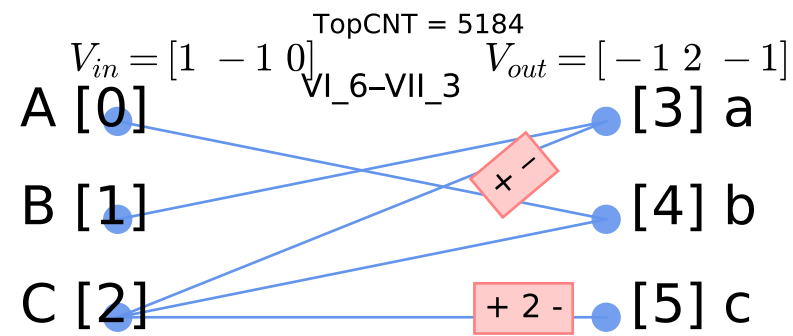 TopCNT = 5184
V_in = [1 −1 0] V_out = [−1 2 −1]
VI_6–VII_3
A [0] [3] a
+ −
B [1] [4] b
C [2] + 2 - [5] c